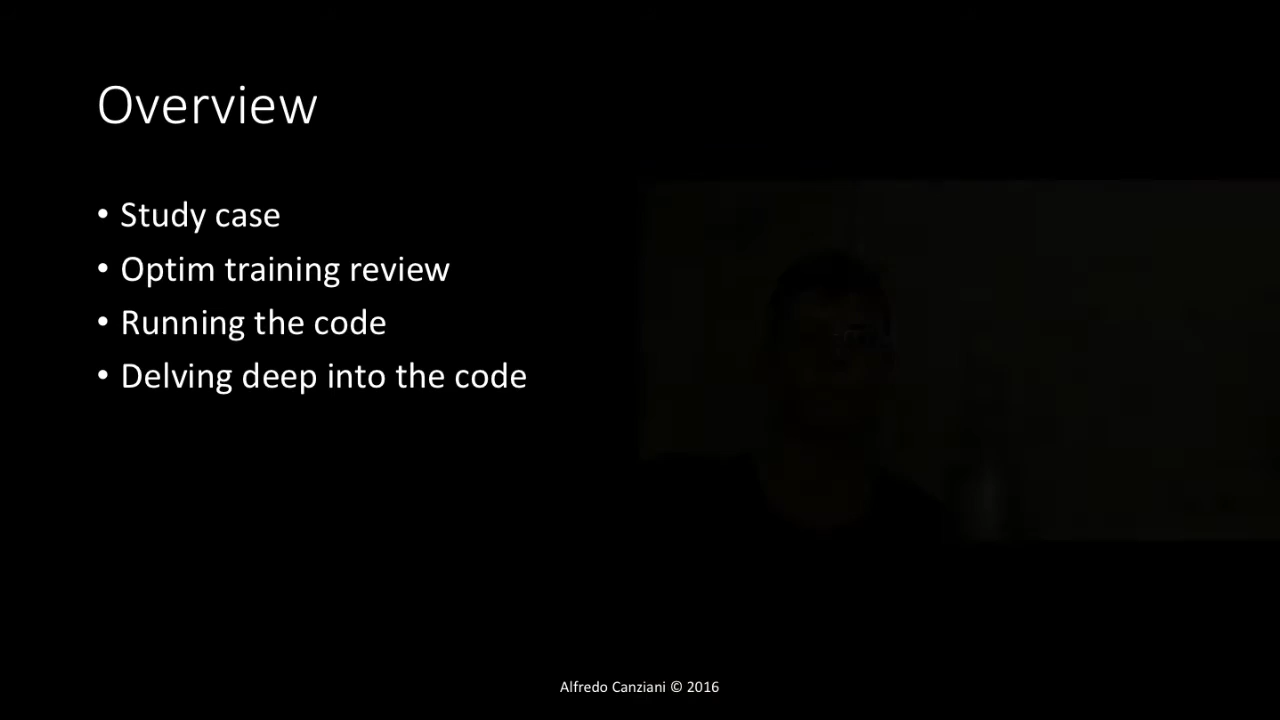 Overview
• Study case
• Optim training review
• Running the code
• Delving deep into the code
Alfredo Canziani © 2016